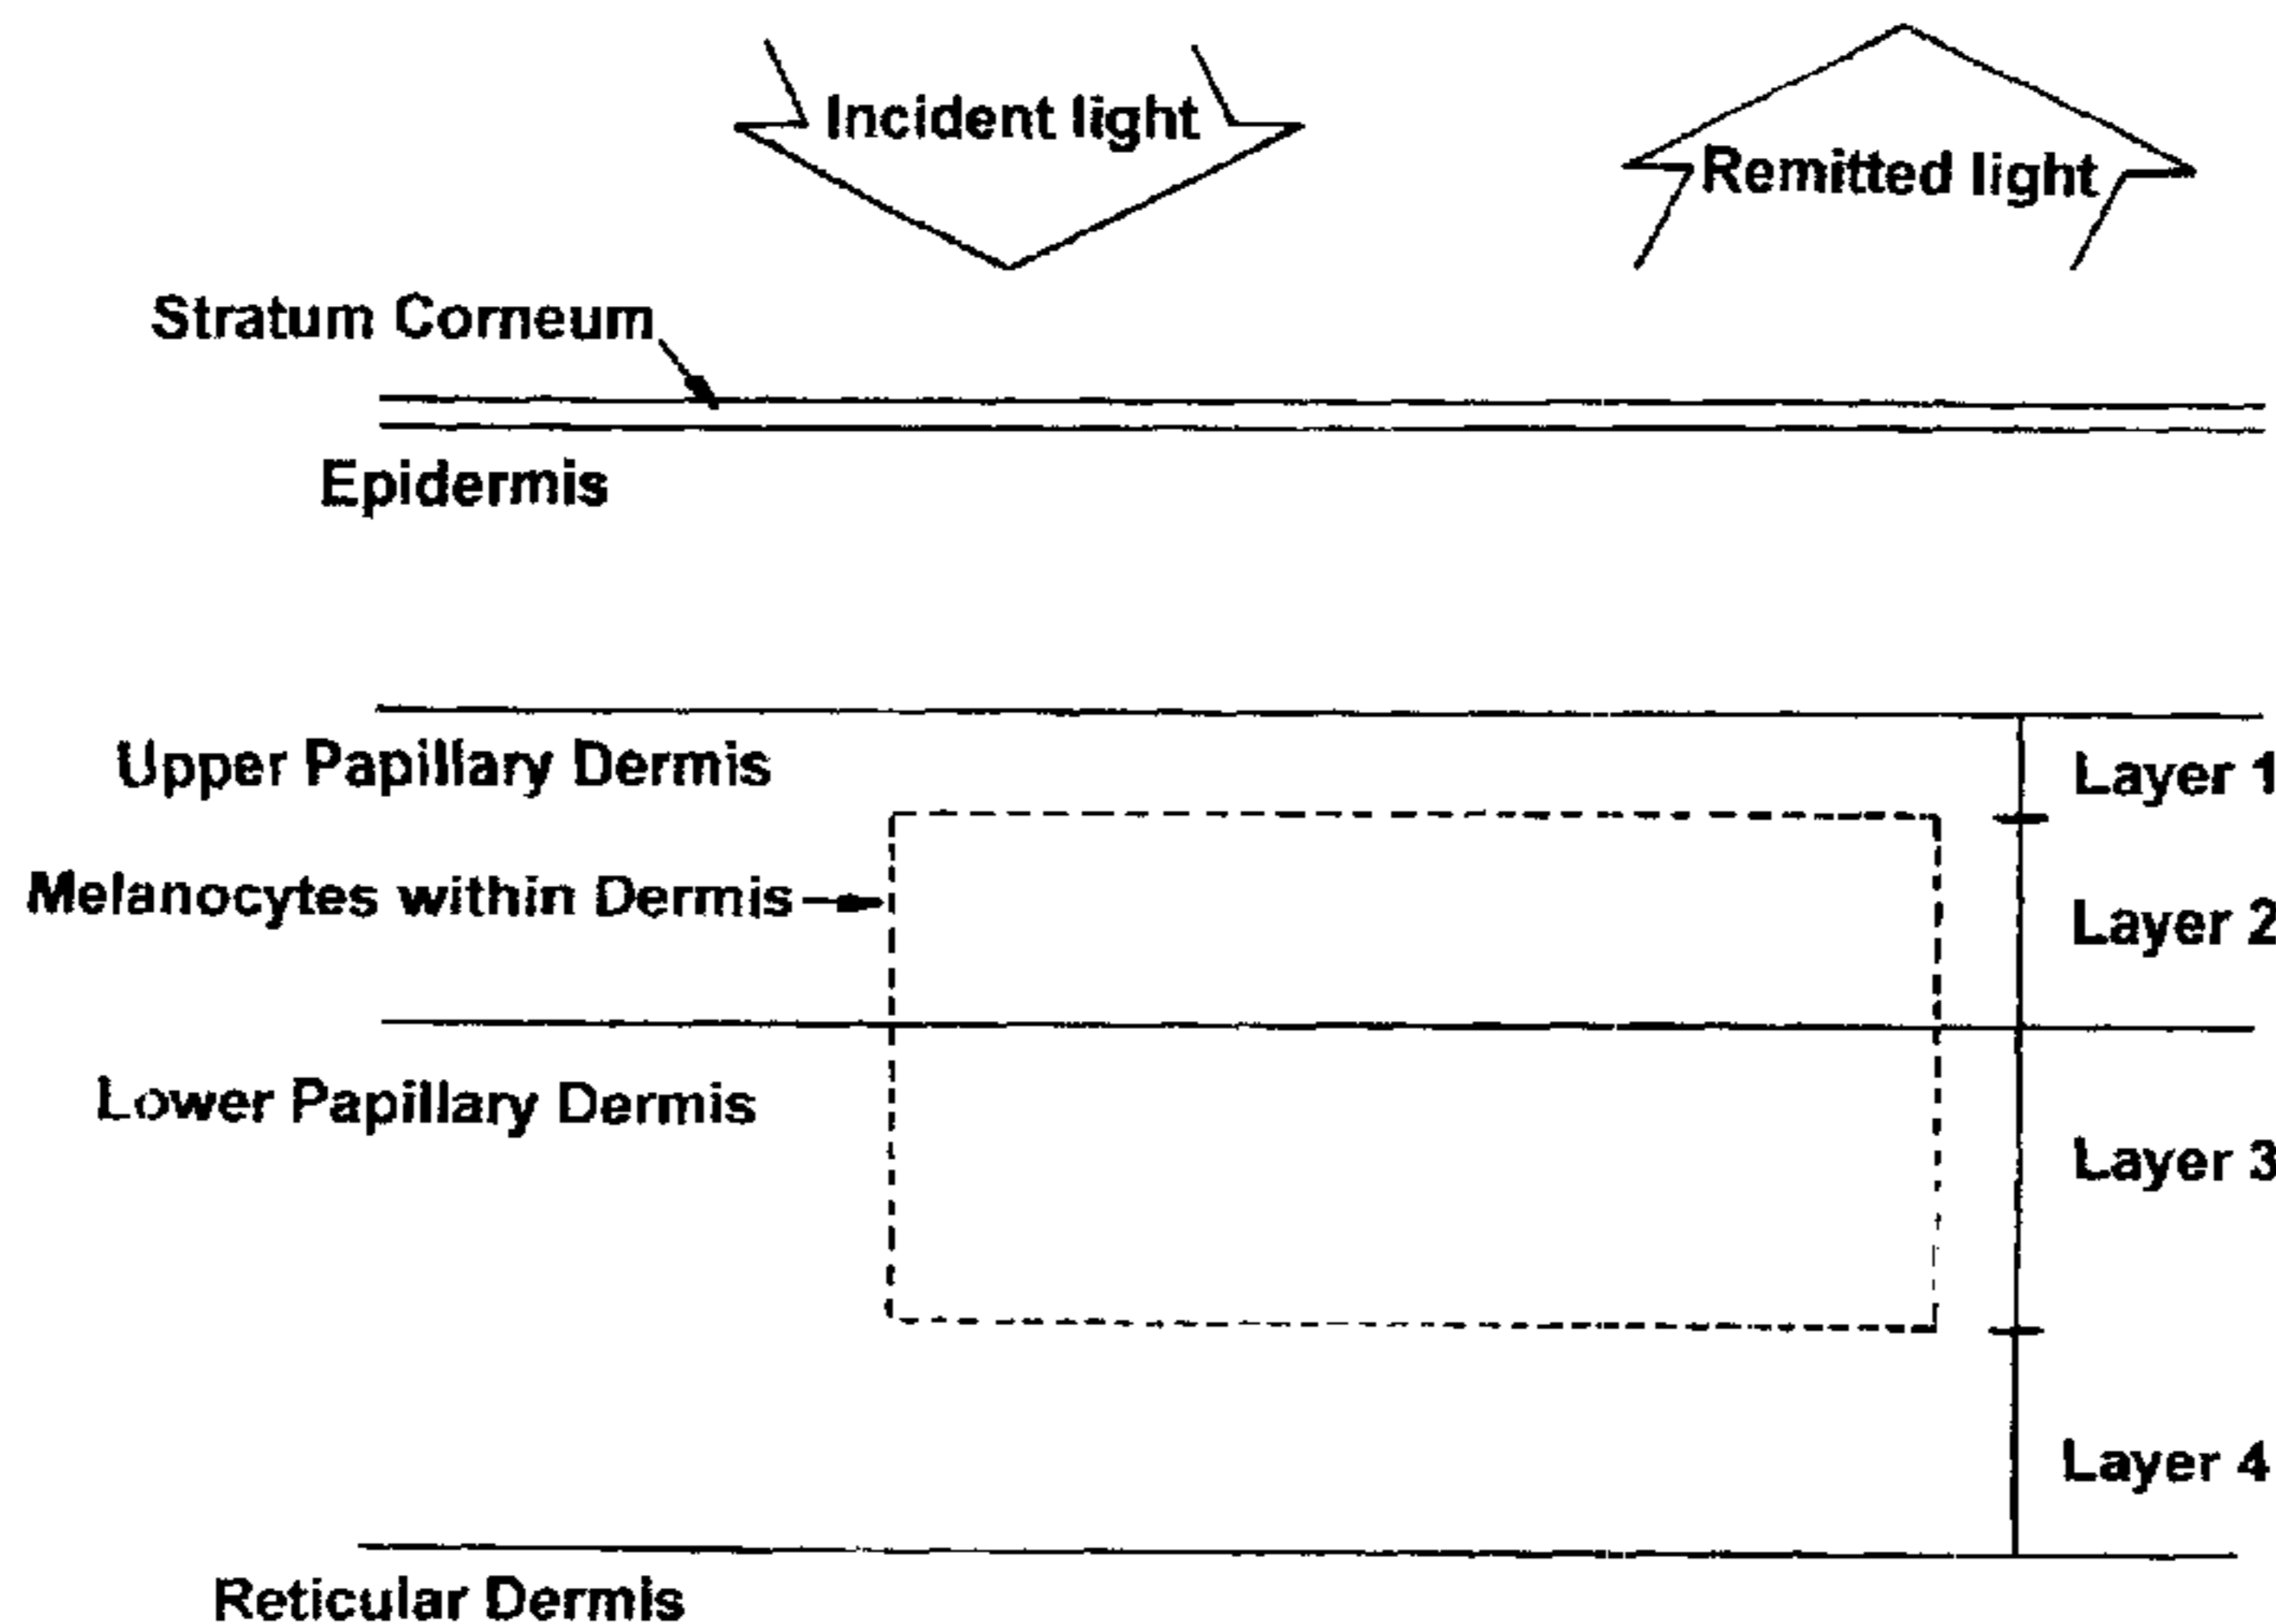 Incident light
Remitted light
Stratum Corneum
Epidermis
Upper Papillary Dermis
Layer 1
Melanocytes within Dermis
Layer 2
Lower Papillary Dermis
Layer 3
Layer 4
Reticular Dermis